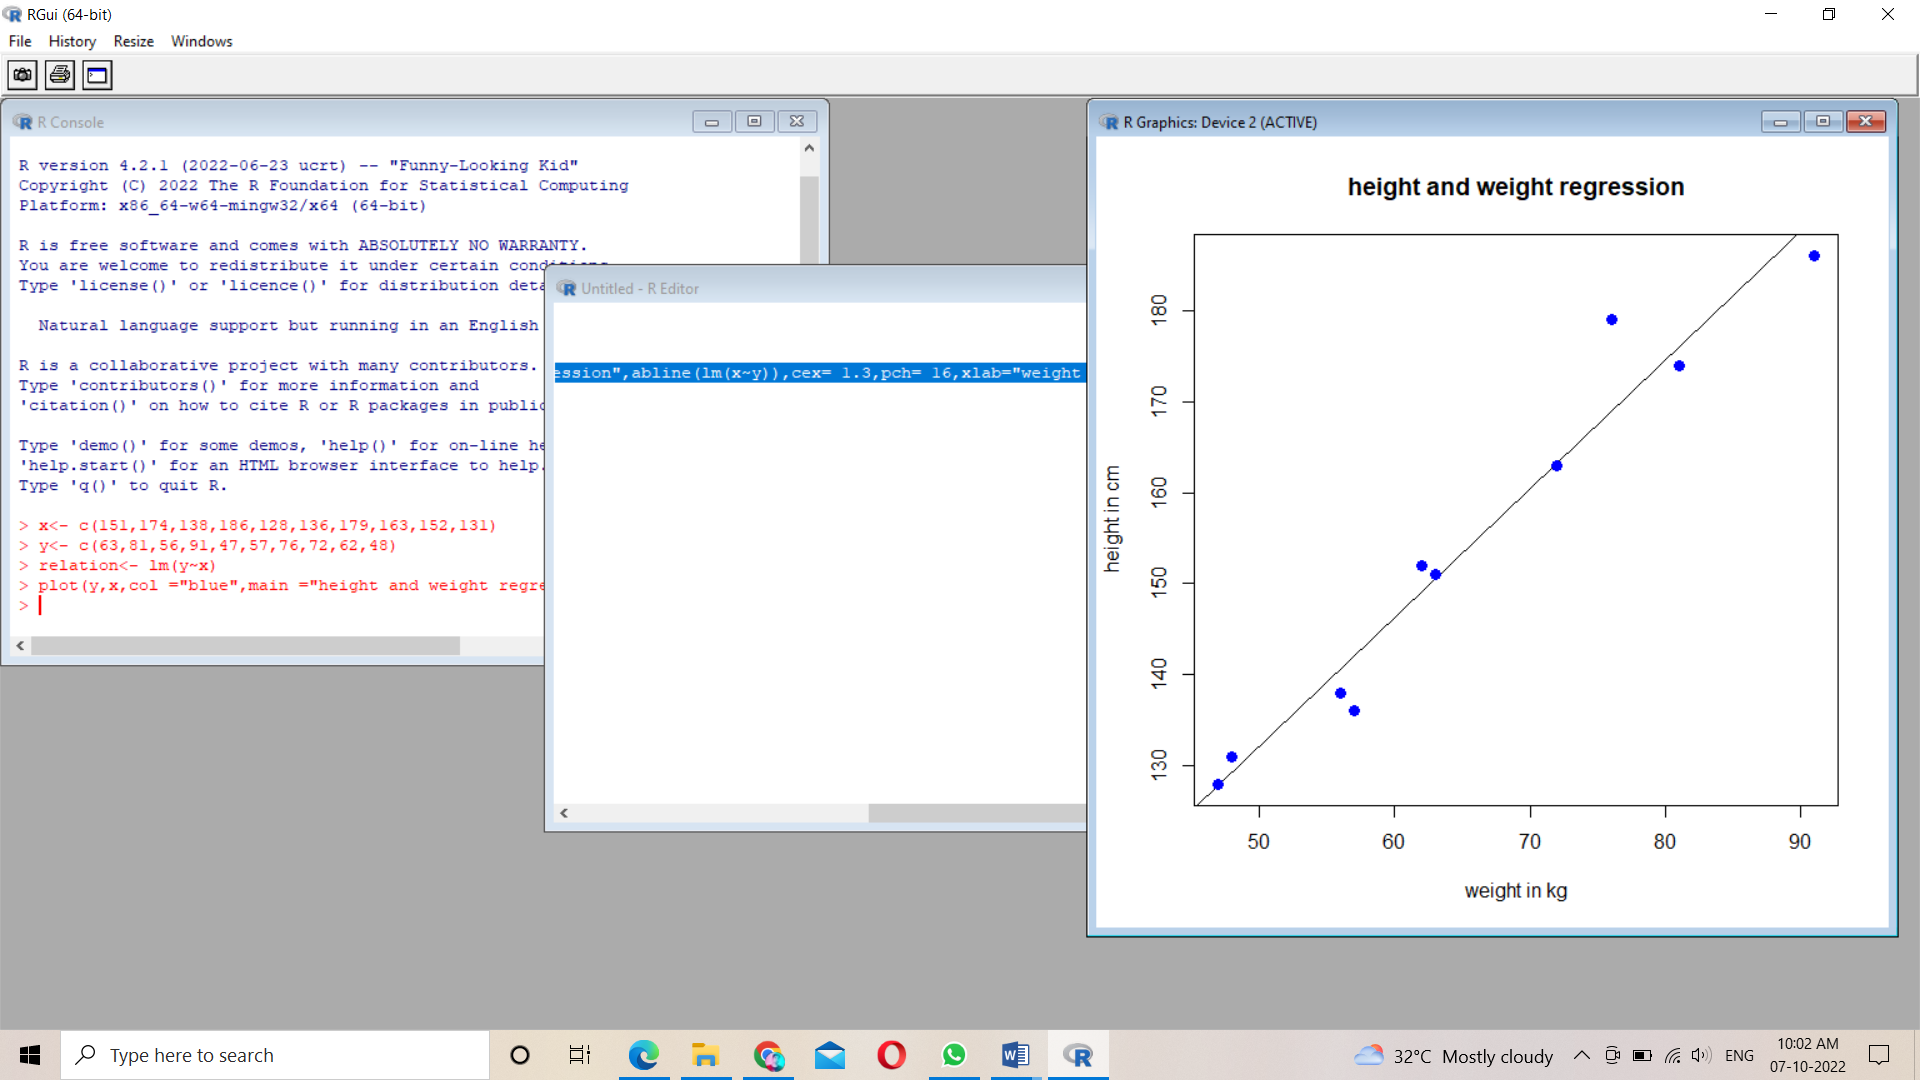 RGui (64-bit)
File History Resize Windows
R Console
R version 4.2.1 (2022-06-23 ucrt) -- "Funny-Looking Kid"
Copyright (C) 2022 The R Foundation for Statistical Computing
Platform: x86_64-w64-mingw32/x64 (64-bit)
R is free software and comes with ABSOLUTELY NO WARRANTY.
You are welcome to redistribute it under certain conditions
Type 'license()' or 'licence()' for distribution deta
Natural language support but running in an English
R is a collaborative project with many contributors.
Type 'contributors()' for more information and
'citation()' on how to cite R or R packages in public
Type 'demo()' for some demos, 'help()' for on-line he
'help.start()' for an HTML browser interface to help.
Type 'q()' to quit R.
> x<- c(151,174,138,186,128,136,179,163,152,131)
> y<- c(63,81,56,91,47,57,76,72,62,48)
> relation<- lm(y~x)
> plot(y,x,col ="blue",main ="height and weight regre
>
Untitled - R Editor
ession",abline(lm(x~y)),cex= 1.3,pch= 16,xlab="weight
R Graphics: Device 2 (ACTIVE)
height and weight regression
height in cm
180
170
160
150
140
130
50 60 70 80 90
weight in kg
Type here to search
32°C Mostly cloudy
ENG
10:02 AM
07-10-2022